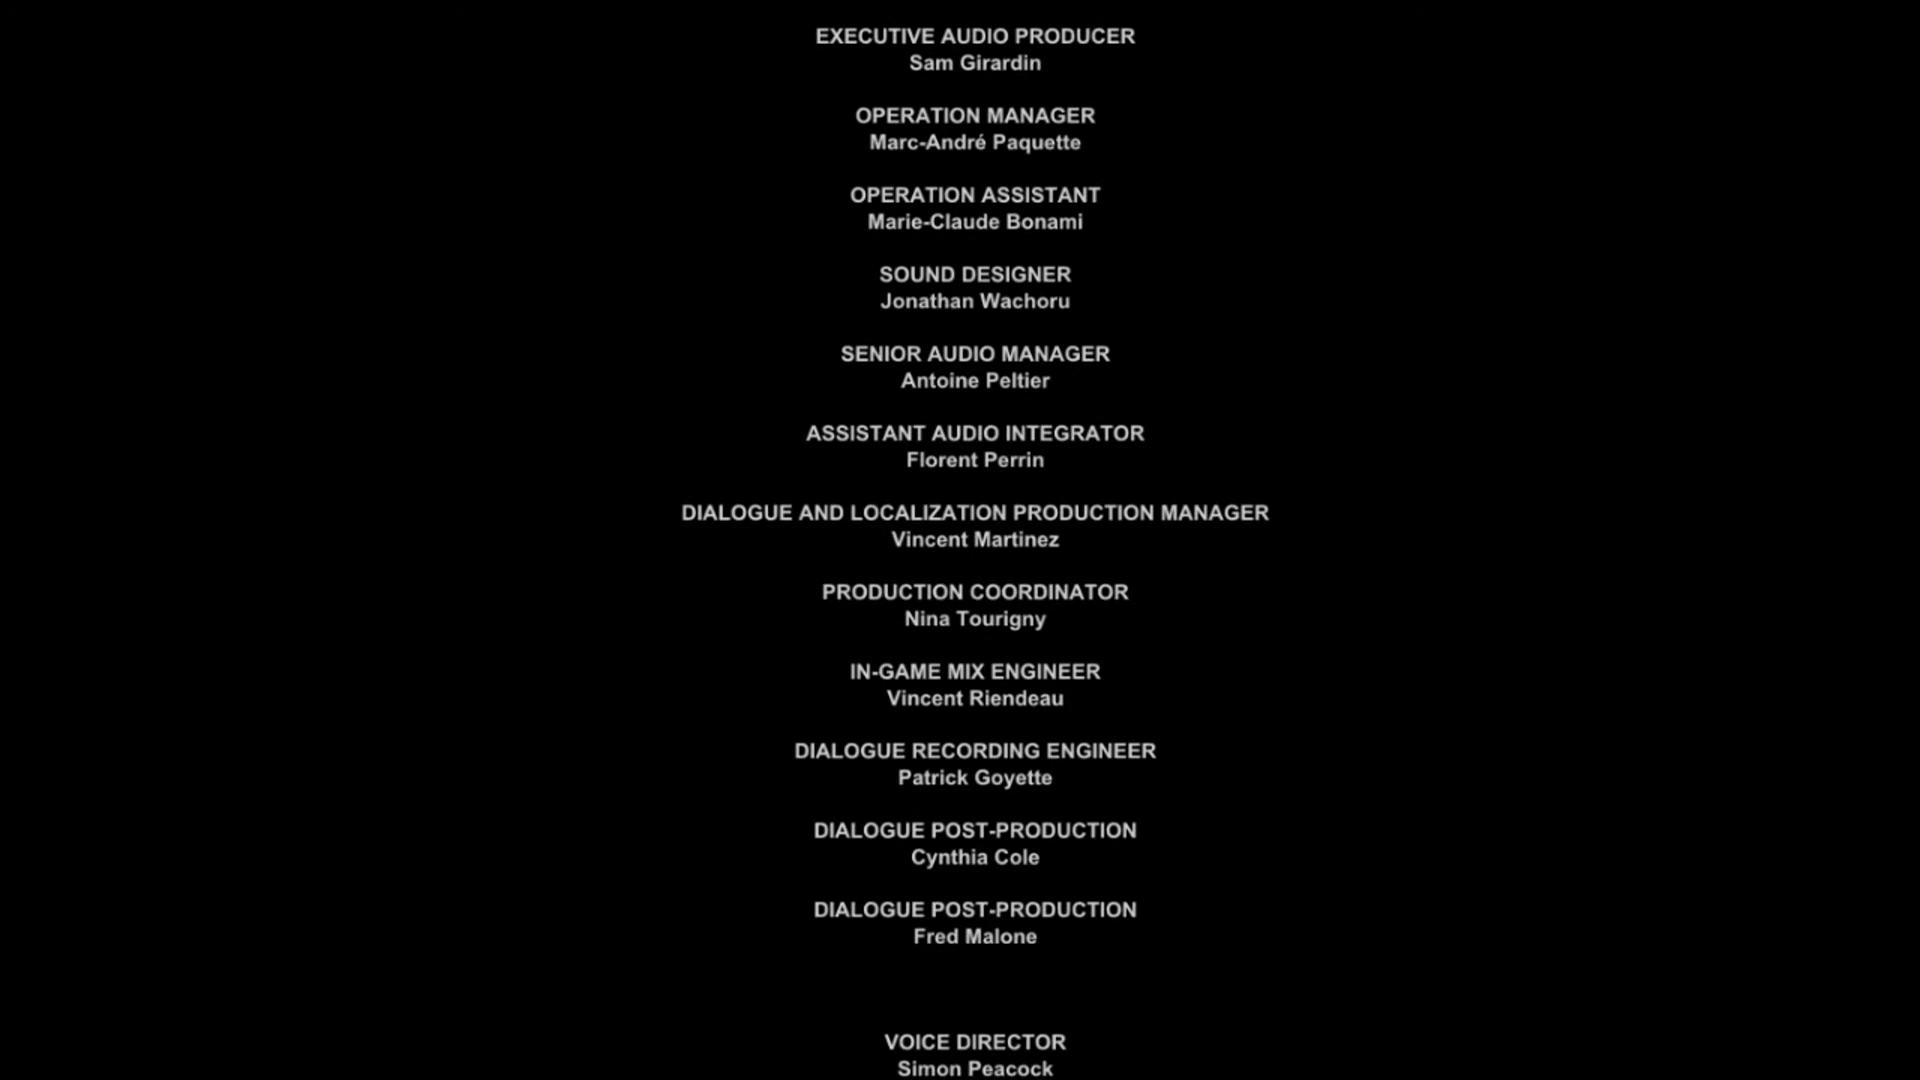 EXECUTIVE AUDIO PRODUCER
Sam Girardin
OPERATION MANAGER
Marc-André Paquette
OPERATION ASSISTANT
Marie-Claude Bonami
SOUND DESIGNER
Jonathan Wachoru
SENIOR AUDIO MANAGER
Antoine Peltier
ASSISTANT AUDIO INTEGRATOR
Florent Perrin
DIALOGUE AND LOCALIZATION PRODUCTION MANAGER
Vincent Martinez
PRODUCTION COORDINATOR
Nina Tourigny
IN-GAME MIX ENGINEER
Vincent Riendeau
DIALOGUE RECORDING ENGINEER
Patrick Goyette
DIALOGUE POST-PRODUCTION
Cynthia Cole
DIALOGUE POST-PRODUCTION
Fred Malone
VOICE DIRECTOR
Simon Peacock